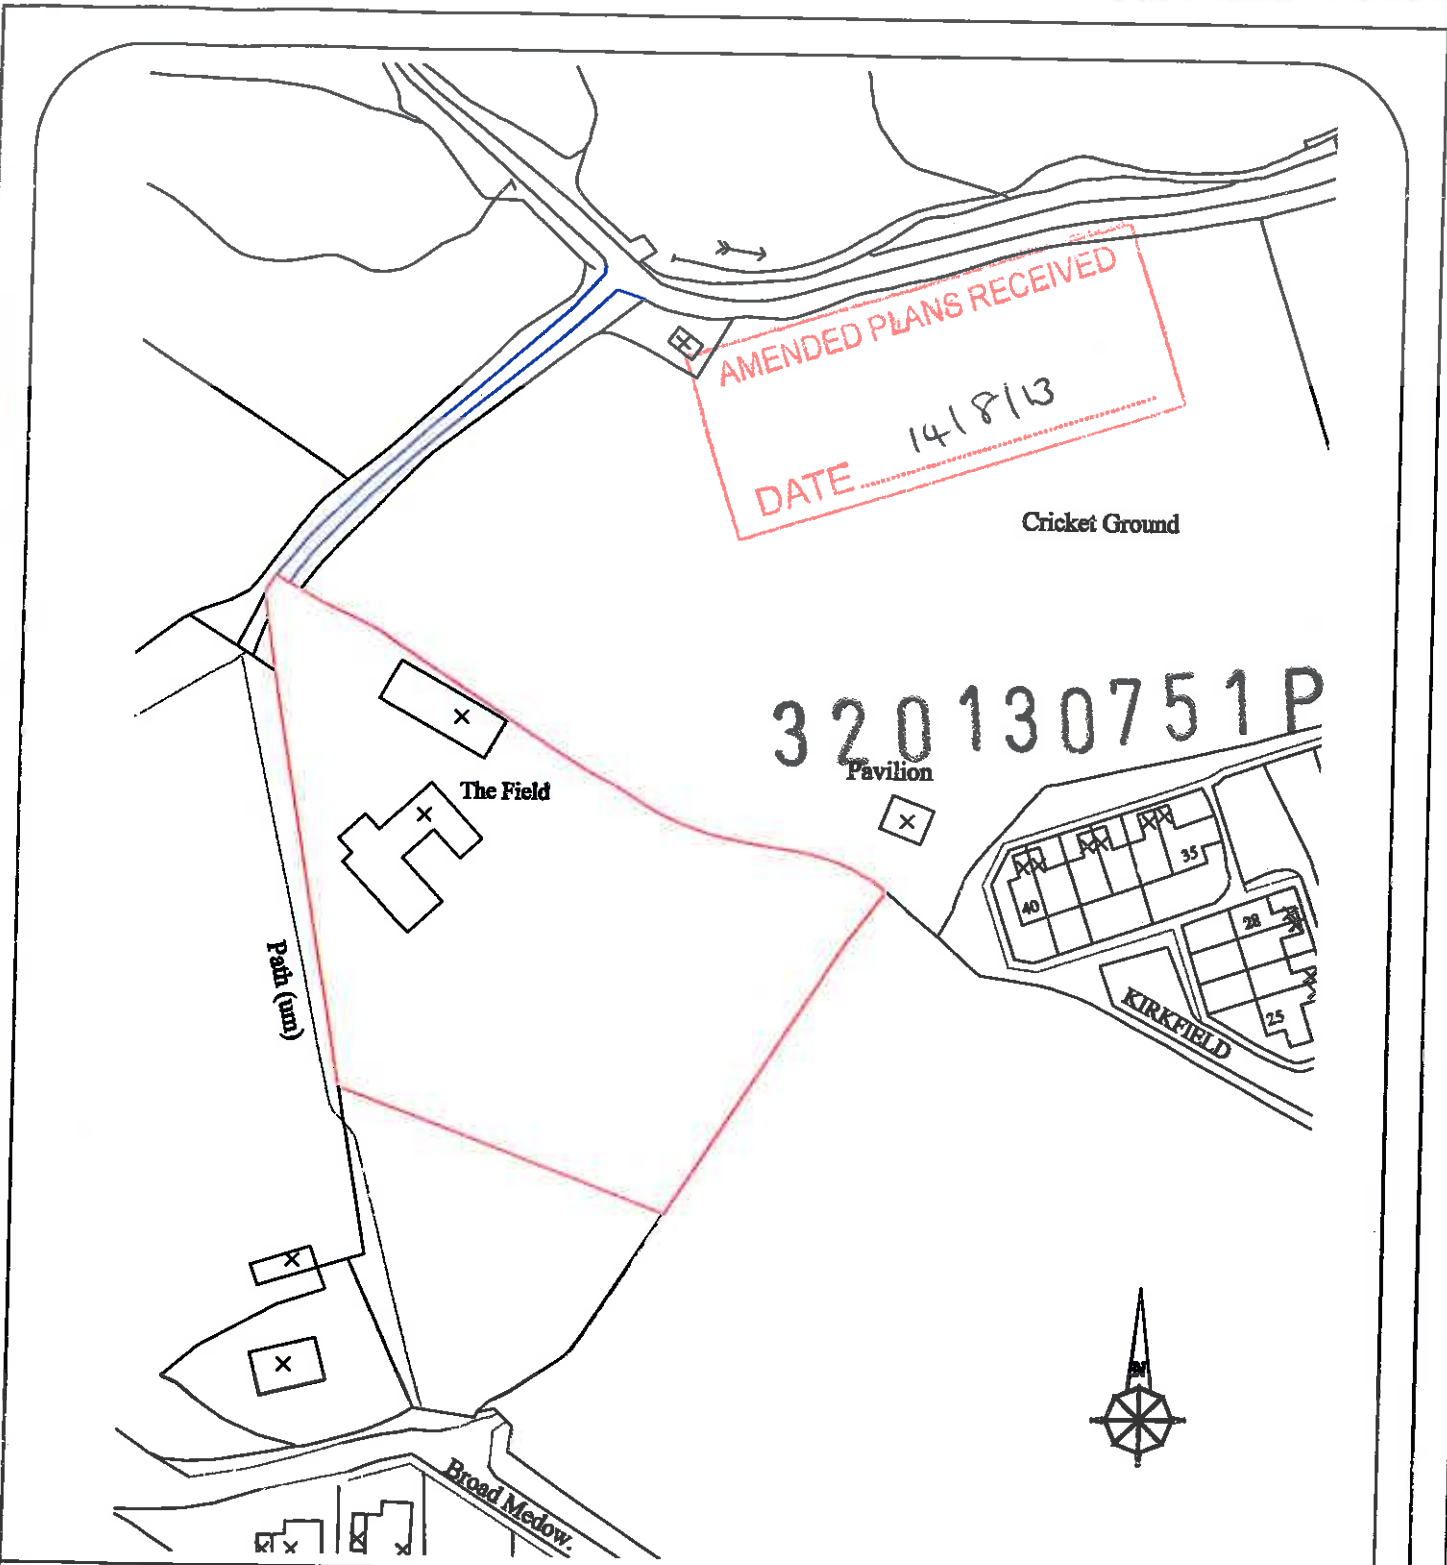 AMENDED PLANS RECEIVED
14/8/13
DATE
Cricket Ground
320130751P
Pavilion
The Field
35
40
28
25
KIRKFIELD
Path (um)
N
Broad Medow.